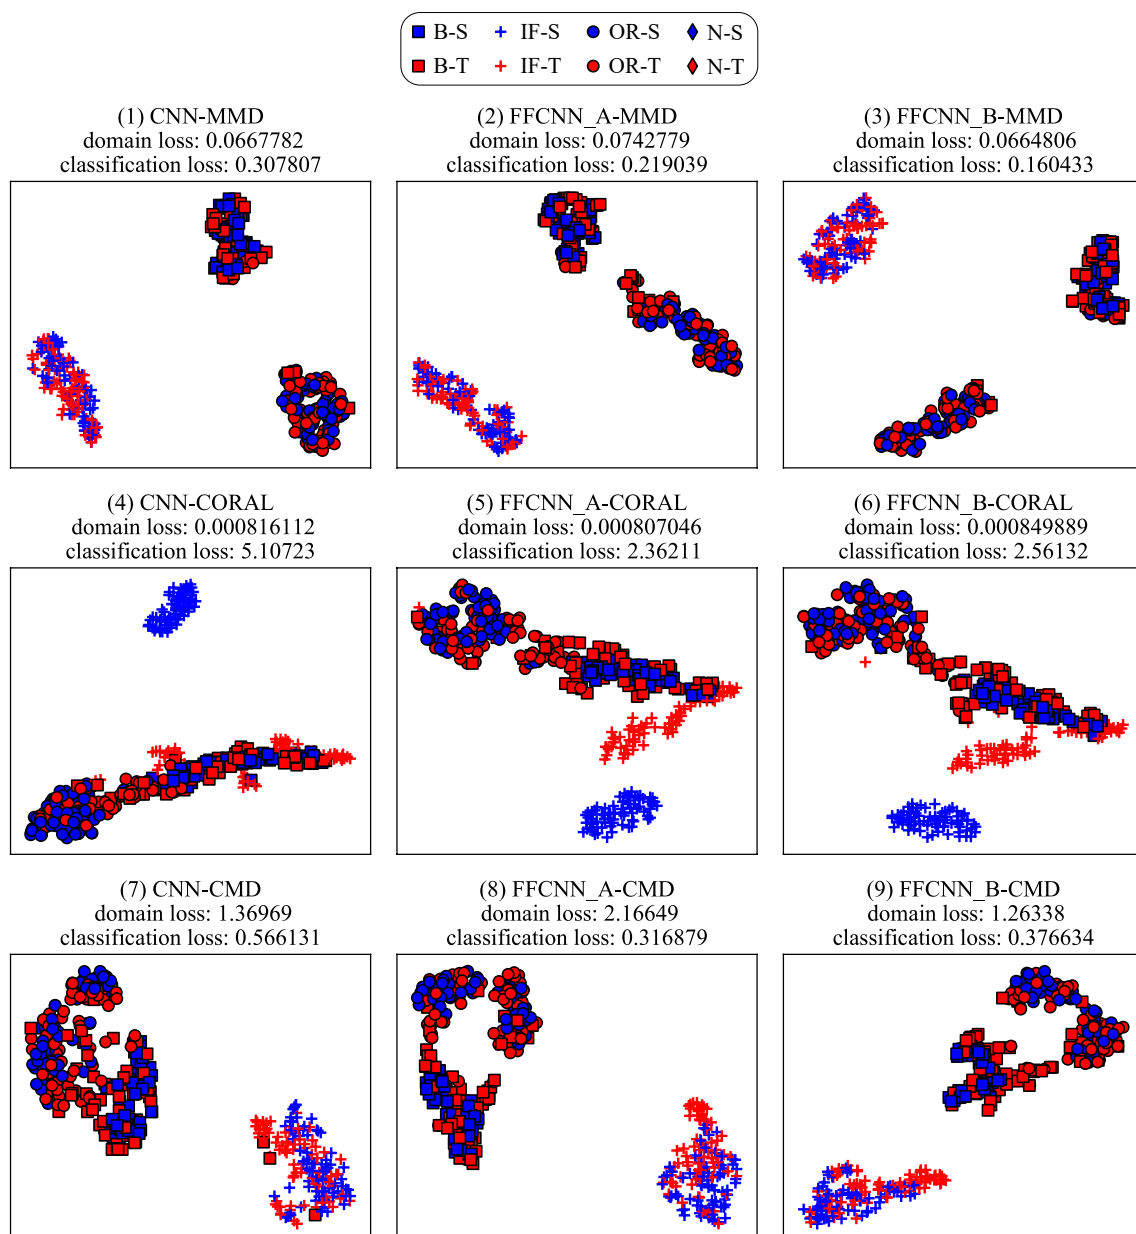 B-S IF-S OR-S N-S
B-T IF-T OR-T N-T
(1) CNN-MMD
domain loss: 0.0667782
classification loss: 0.307807
(2) FFCNN_A-MMD
domain loss: 0.0742779
classification loss: 0.219039
(3) FFCNN_B-MMD
domain loss: 0.0664806
classification loss: 0.160433
(4) CNN-CORAL
domain loss: 0.000816112
classification loss: 5.10723
(5) FFCNN_A-CORAL
domain loss: 0.000807046
classification loss: 2.36211
(6) FFCNN_B-CORAL
domain loss: 0.000849889
classification loss: 2.56132
(7) CNN-CMD
domain loss: 1.36969
classification loss: 0.566131
(8) FFCNN_A-CMD
domain loss: 2.16649
classification loss: 0.316879
(9) FFCNN_B-CMD
domain loss: 1.26338
classification loss: 0.376634